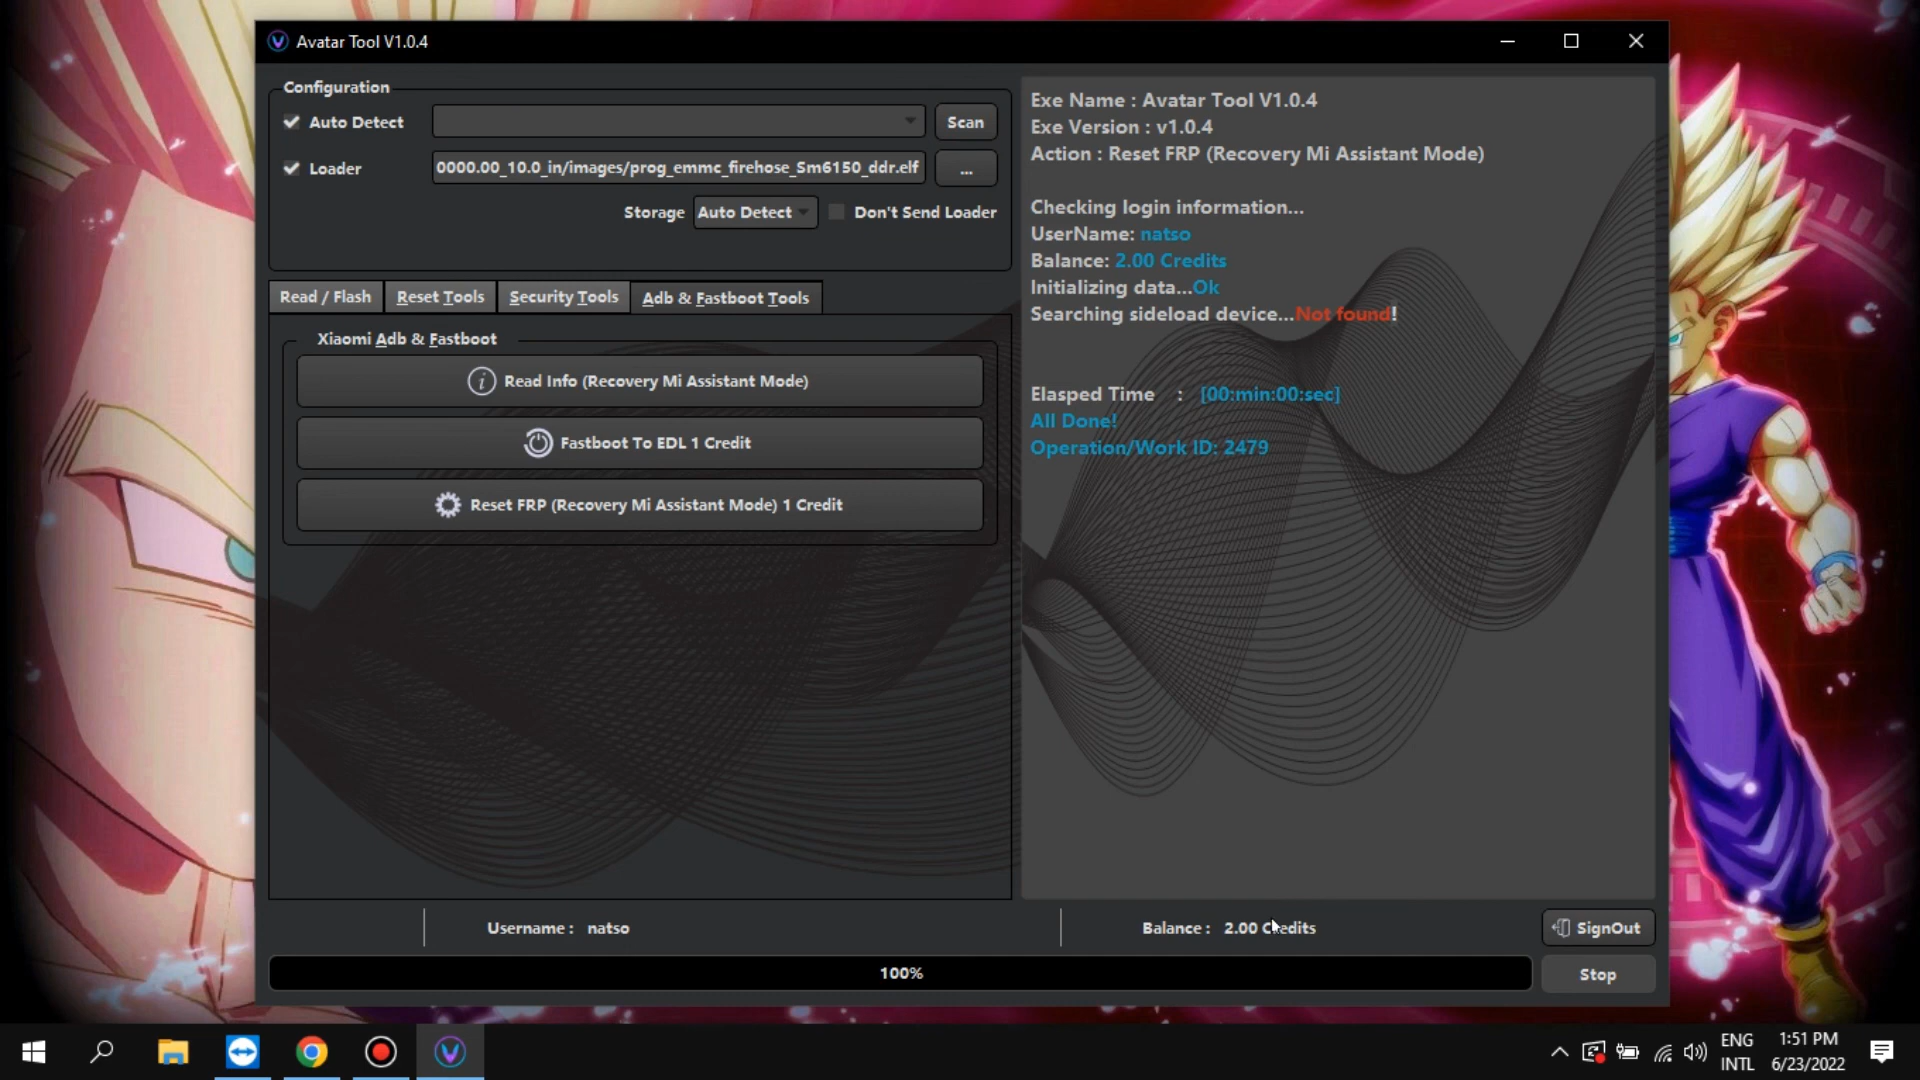 Avatar Tool V1.0.4
Configuration
Auto Detect
Scan
Loader
0000.00_10.0_in/images/prog_emmc_firehose_Sm6150_ddr.elf
...
Storage
Auto Detect
Don't Send Loader
Read / Flash
Reset Tools
Security Tools
Adb & Fastboot Tools
Xiaomi Adb & Fastboot
Read Info (Recovery Mi Assistant Mode)
Fastboot To EDL 1 Credit
Reset FRP (Recovery Mi Assistant Mode) 1 Credit
Exe Name : Avatar Tool V1.0.4
Exe Version : v1.0.4
Action : Reset FRP (Recovery Mi Assistant Mode)
Checking login information...
UserName: natso
Balance: 2.00 Credits
Initializing data...Ok
Searching sideload device...Not found!
Elasped Time : [00:min:00:sec]
All Done!
Operation/Work ID: 2479
Username : natso
Balance : 2.00 Credits
SignOut
100%
Stop
ENG
INTL
1:51 PM
6/23/2022